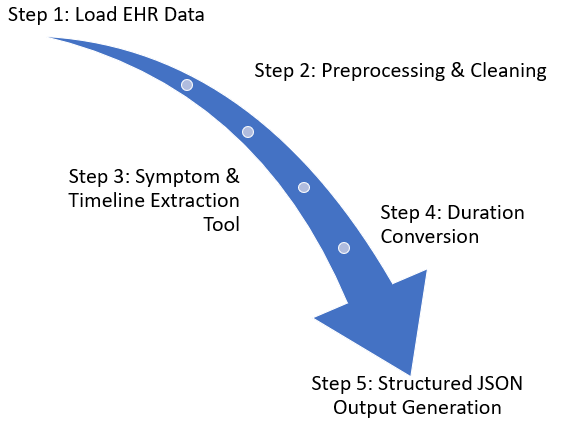 Step 1: Load EHR Data
Step 2: Preprocessing & Cleaning
Step 3: Symptom &
Timeline Extraction
Tool
Step 4: Duration
Conversion
Step 5: Structured JSON
Output Generation